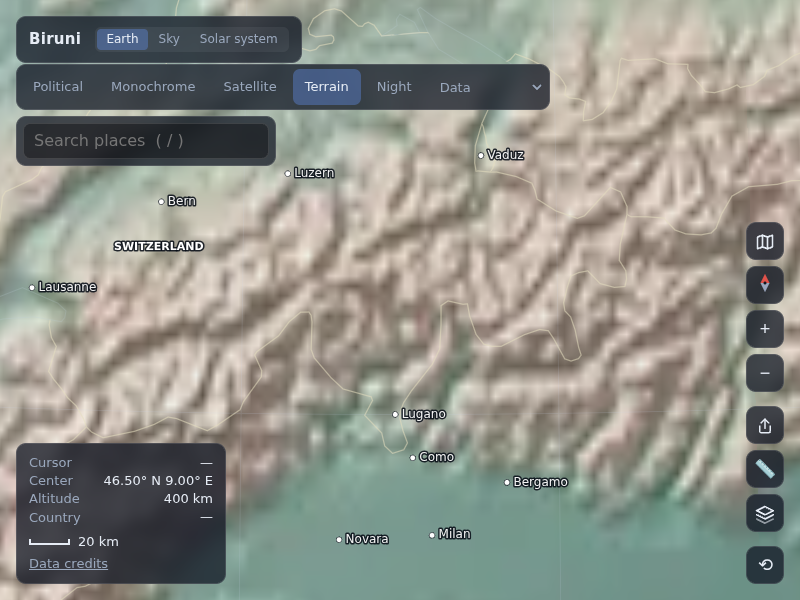 Biruni Earth Sky Solar system
Political Monochrome Satellite Terrain Night Data
Search places ( / )
Vaduz
Luzern
Bern
SWITZERLAND
Lausanne
Lugano
Como
Bergamo
Milan
Novara
Cursor —
Center 46.50° N 9.00° E
Altitude 400 km
Country —
20 km
Data credits